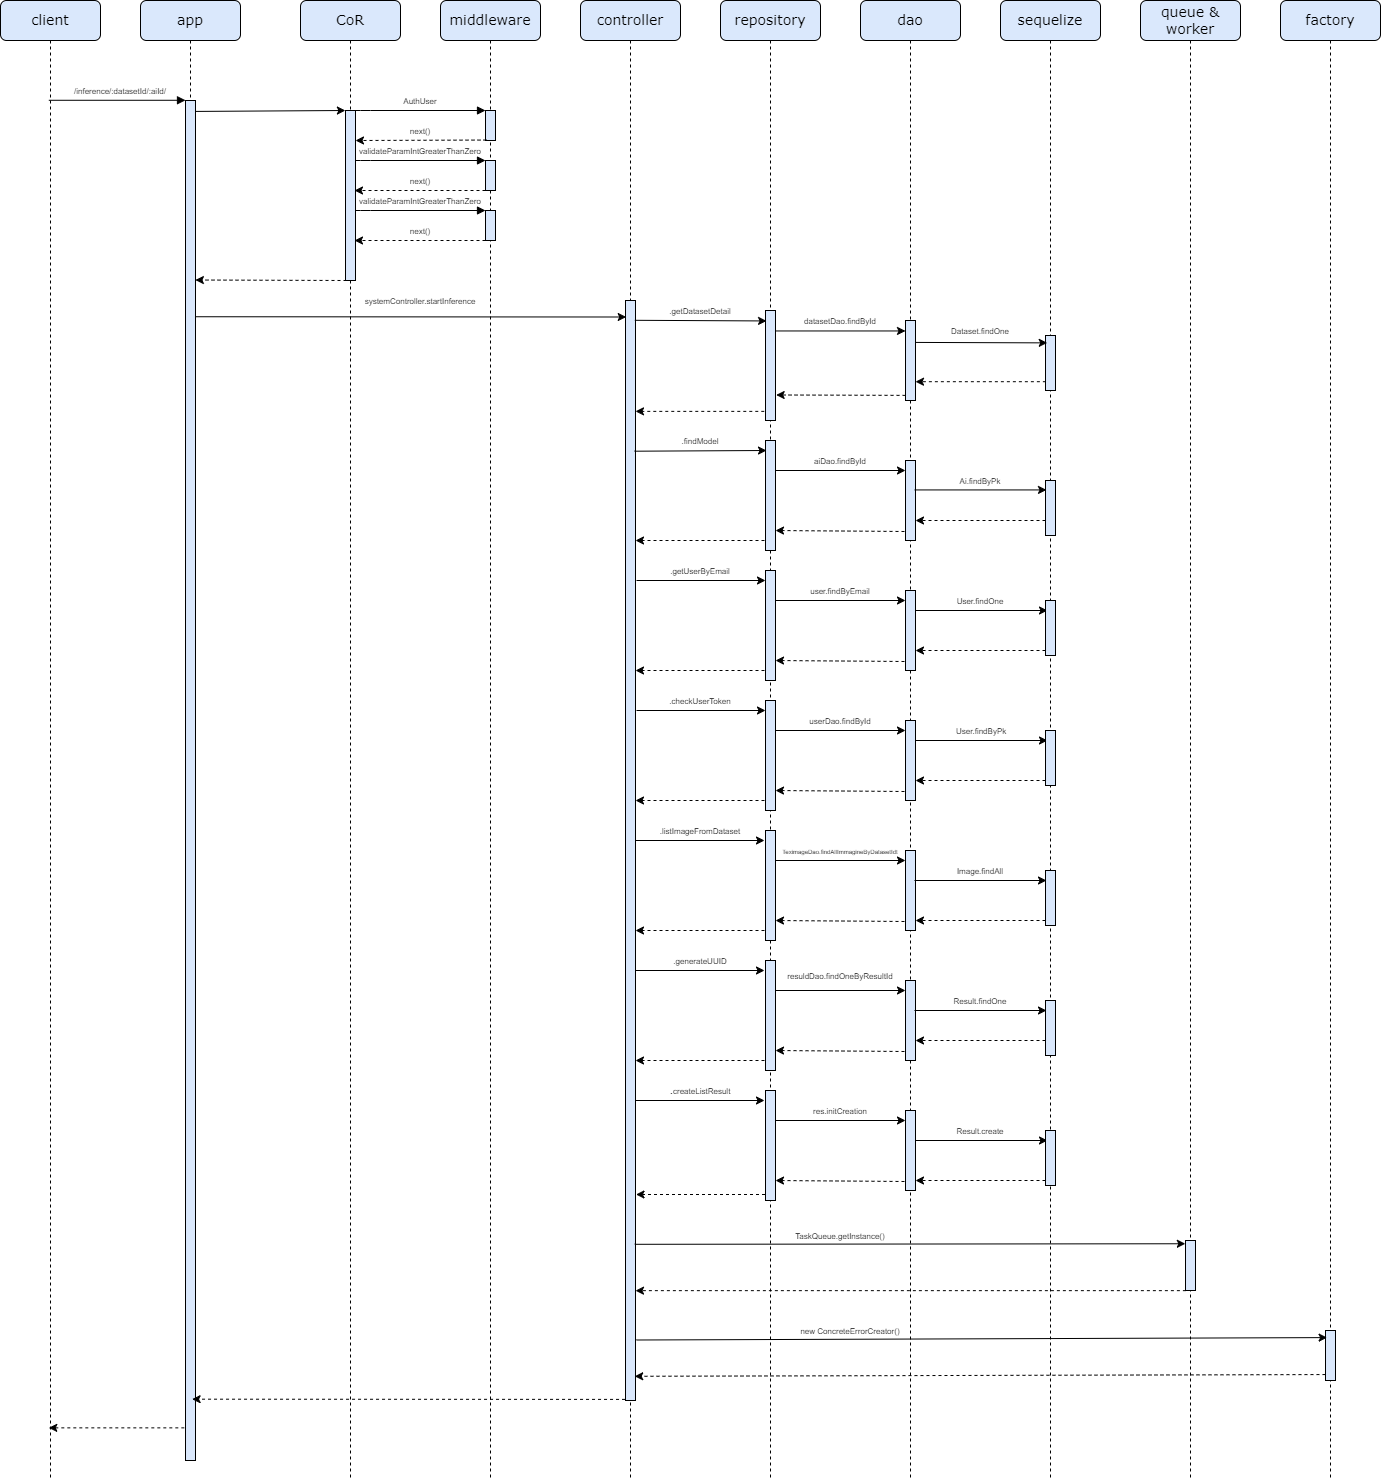 client
app
CoR
middleware
controller
repository
dao
sequelize
queue &
worker
factory
/inference/:datasetId/:aiId/
AuthUser
next()
validateParamIntGreaterThanZero
next()
validateParamIntGreaterThanZero
next()
systemController.startInference
.getDatasetDetail
datasetDao.findById
Dataset.findOne
.findModel
aiDao.findById
Ai.findByPk
.getUserByEmail
user.findByEmail
User.findOne
.checkUserToken
userDao.findById
User.findByPk
.listImageFromDataset
Image.findAll
.generateUUID
resuldDao.findOneByResultId
Result.findOne
.createListResult
res.initCreation
Result.create
TaskQueue.getInstance()
new ConcreteErrorCreator()